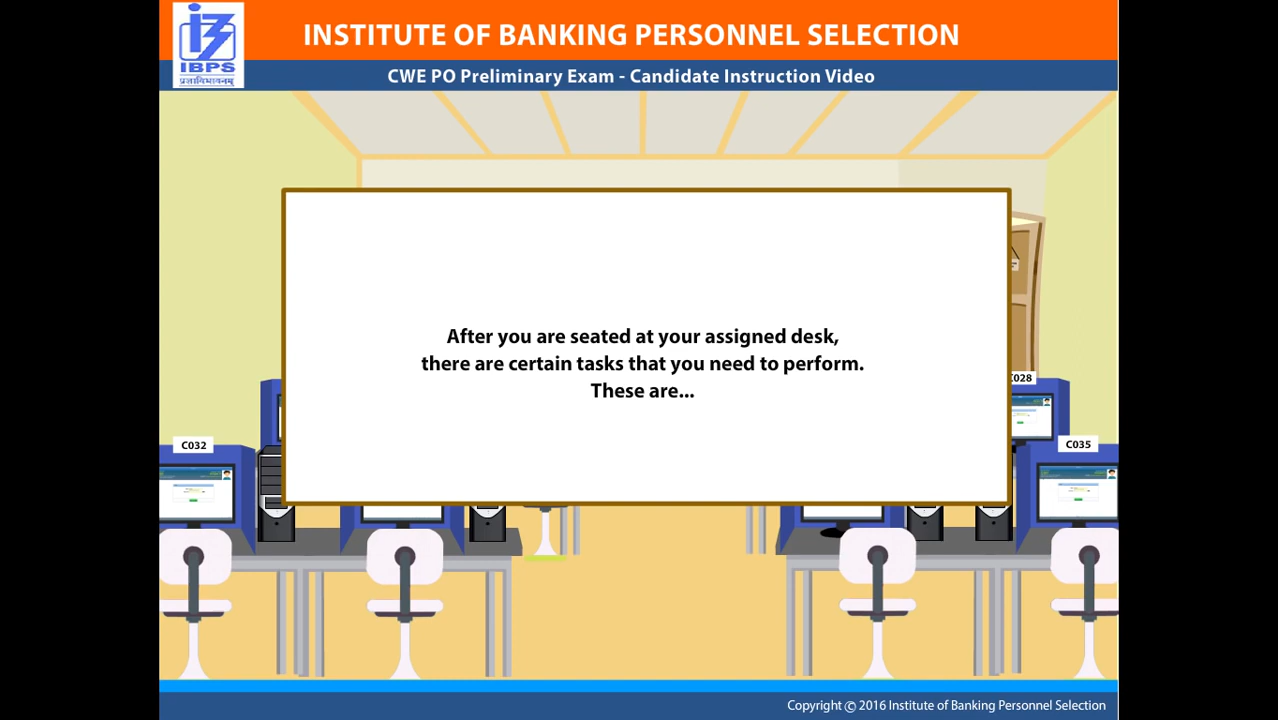 IBPS
INSTITUTE OF BANKING PERSONNEL SELECTION
CWE PO Preliminary Exam - Candidate Instruction Video
After you are seated at your assigned desk,
there are certain tasks that you need to perform.
These are...
C028
C032
C035
Copyright © 2016 Institute of Banking Personnel Selection